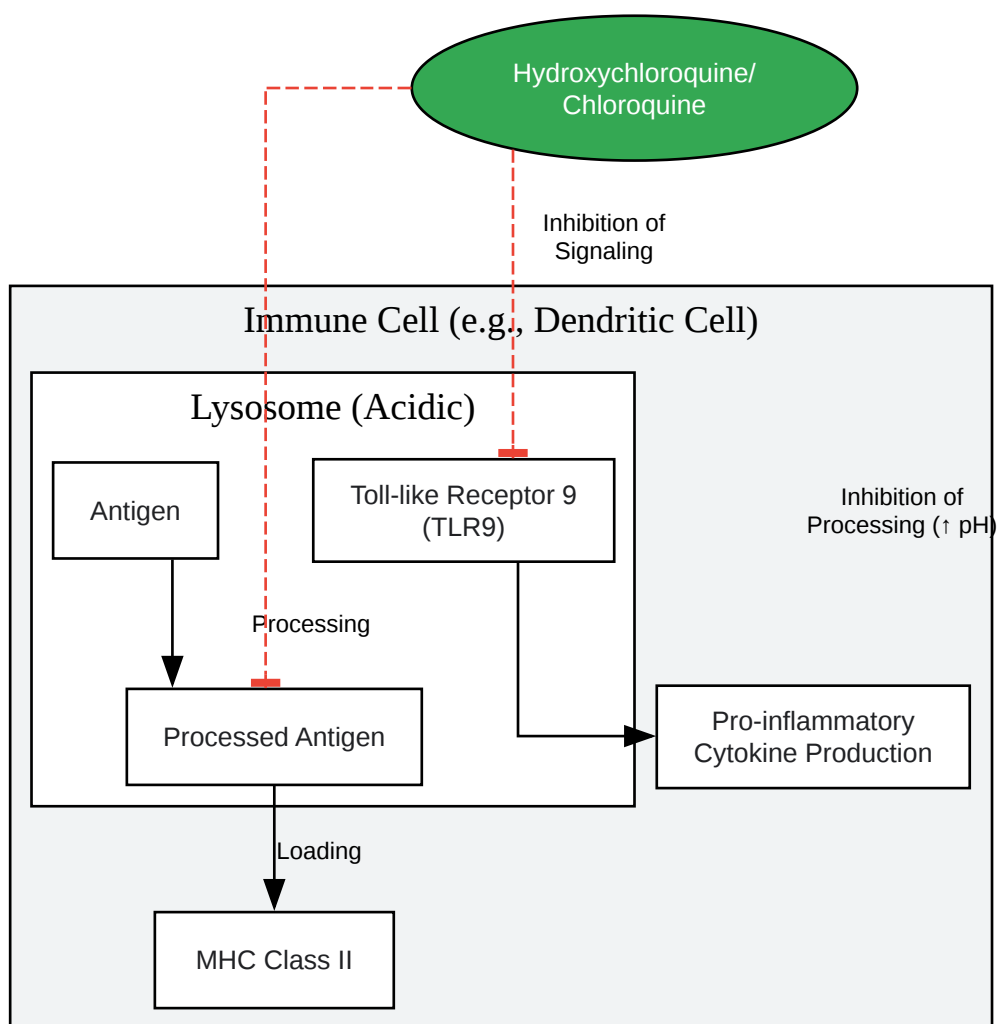 Hydroxychloroquine/
Chloroquine
Inhibition of
Signaling
Immune Cell (e.g., Dendritic Cell)
Lysosome (Acidic)
Antigen
Toll-like Receptor 9
(TLR9)
Inhibition of
Processing (↑ pH)
Processing
Processed Antigen
Pro-inflammatory
Cytokine Production
Loading
MHC Class II